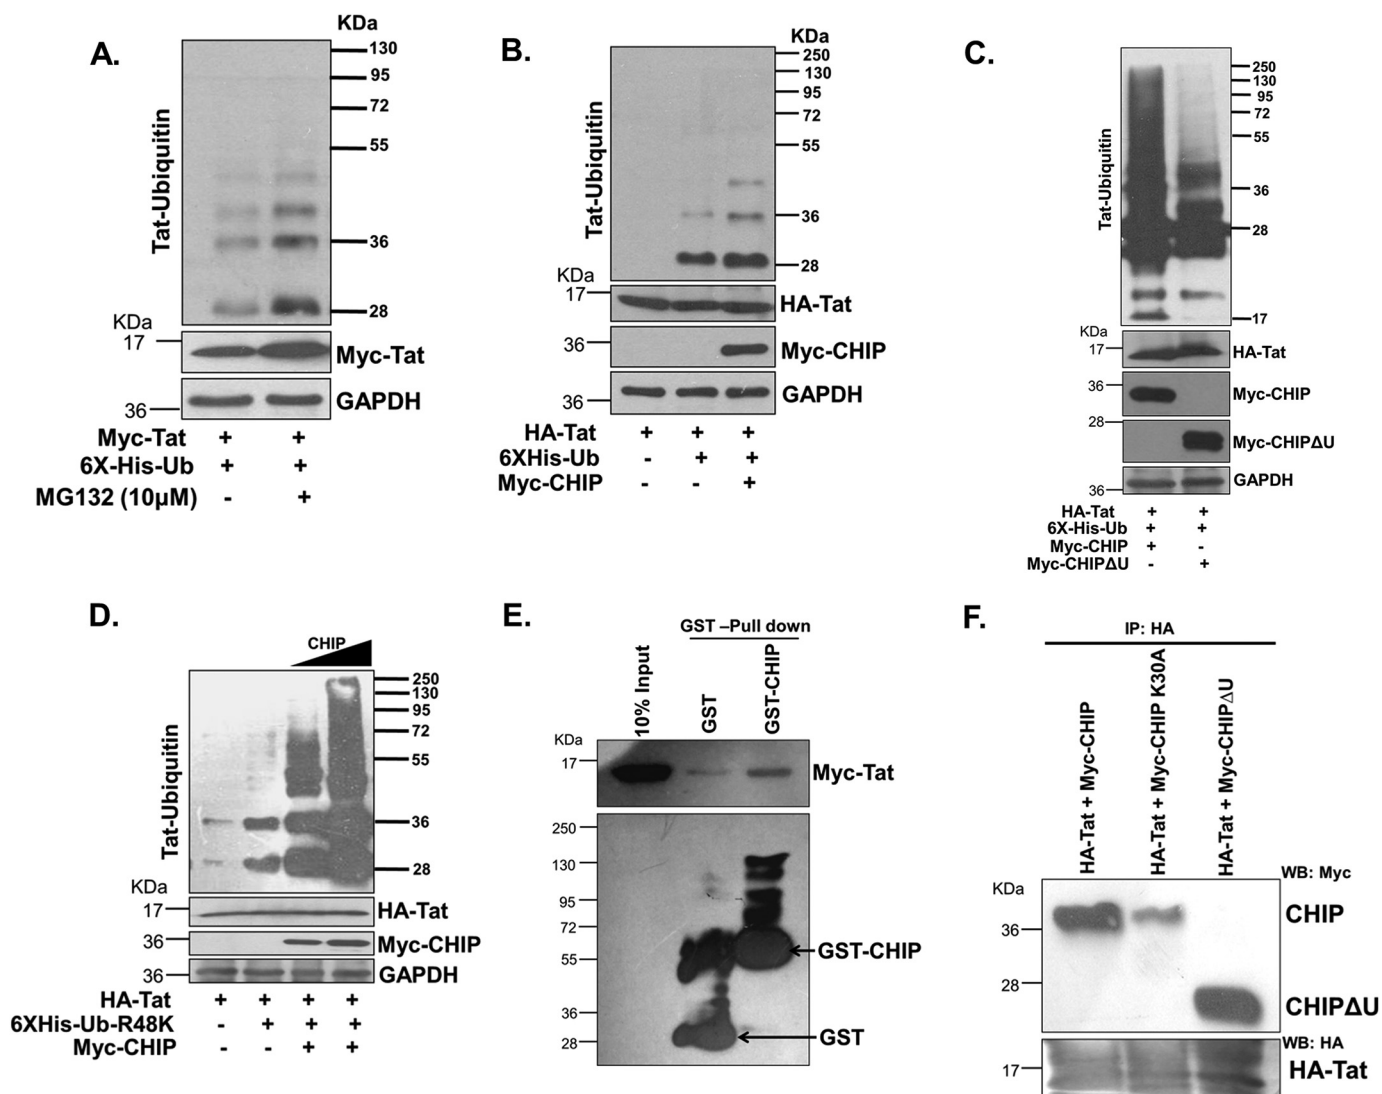 A.
KDa
130
95
72
55
36
28
Tat-Ubiquitin
KDa
17
Myc-Tat
36
GAPDH
Myc-Tat + +
6X-His-Ub + +
MG132 (10µM) - +
B.
KDa
250
130
95
72
55
36
28
Tat-Ubiquitin
KDa
17
HA-Tat
36
Myc-CHIP
36
GAPDH
HA-Tat + + +
6XHis-Ub - + +
Myc-CHIP - - +
C.
250
130
95
72
55
36
28
17
Tat-Ubiquitin
KDa
17
HA-Tat
36
Myc-CHIP
28
Myc-CHIPΔU
36
GAPDH
HA-Tat + +
6X-His-Ub + +
Myc-CHIP + -
Myc-CHIPΔU - +
D.
CHIP
250
130
95
72
55
36
28
Tat-Ubiquitin
KDa
17
HA-Tat
36
Myc-CHIP
36
GAPDH
HA-Tat + + + +
6XHis-Ub-R48K - + + +
Myc-CHIP - - + +
E.
GST –Pull down
10% Input
GST
GST-CHIP
KDa
17
Myc-Tat
250
130
95
72
55
36
28
GST-CHIP
GST
F.
IP: HA
HA-Tat + Myc-CHIP
HA-Tat + Myc-CHIP K30A
HA-Tat + Myc-CHIPΔU
WB: Myc
KDa
36
CHIP
28
CHIPΔU
WB: HA
17
HA-Tat